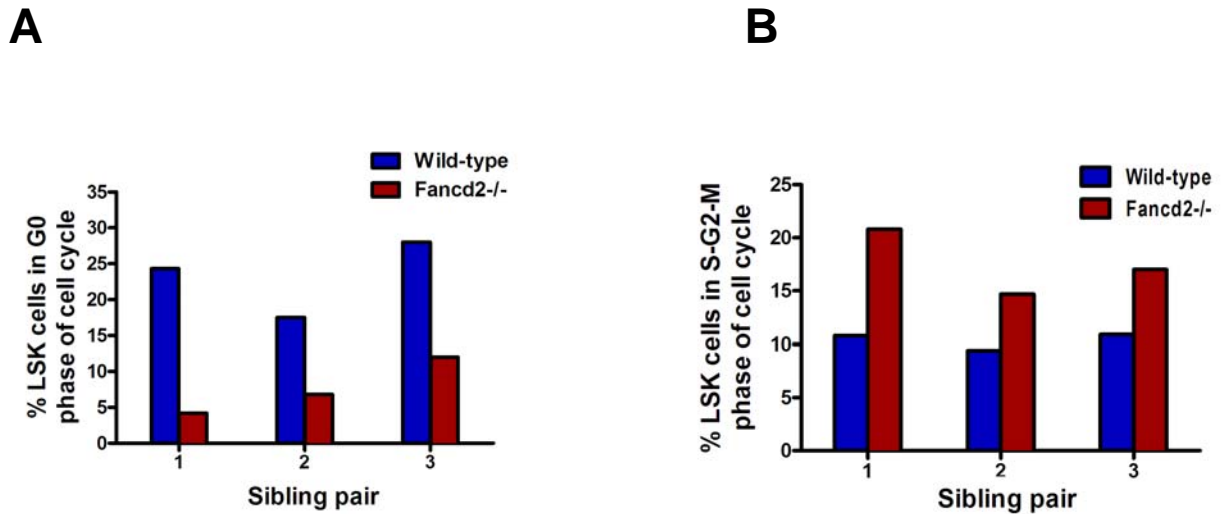 A
Wild-type
Fancd2-/-
% LSK cells in G0
phase of cell cycle
35
30
25
20
15
10
5
0
1 2 3
Sibling pair
B
Wild-type
Fancd2-/-
% LSK cells in S-G2-M
phase of cell cycle
25
20
15
10
5
0
1 2 3
Sibling pair